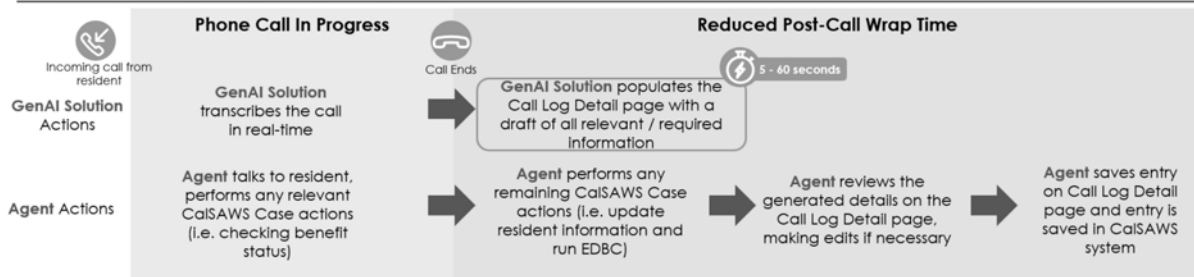 Phone Call In Progress
Reduced Post-Call Wrap Time
Incoming call from
resident
Call Ends
5 - 60 seconds
GenAI Solution
Actions
GenAI Solution
transcribes the call
in real-time
GenAI Solution populates the
Call Log Detail page with a
draft of all relevant / required
information
Agent Actions
Agent talks to resident,
performs any relevant
CalSAWS Case actions
(i.e. checking benefit
status)
Agent performs any
remaining CalSAWS Case
actions (i.e. update
resident information and
run EDBC)
Agent reviews the
generated details on the
Call Log Detail page,
making edits if necessary
Agent saves entry
on Call Log Detail
page and entry is
saved in CalSAWS
system